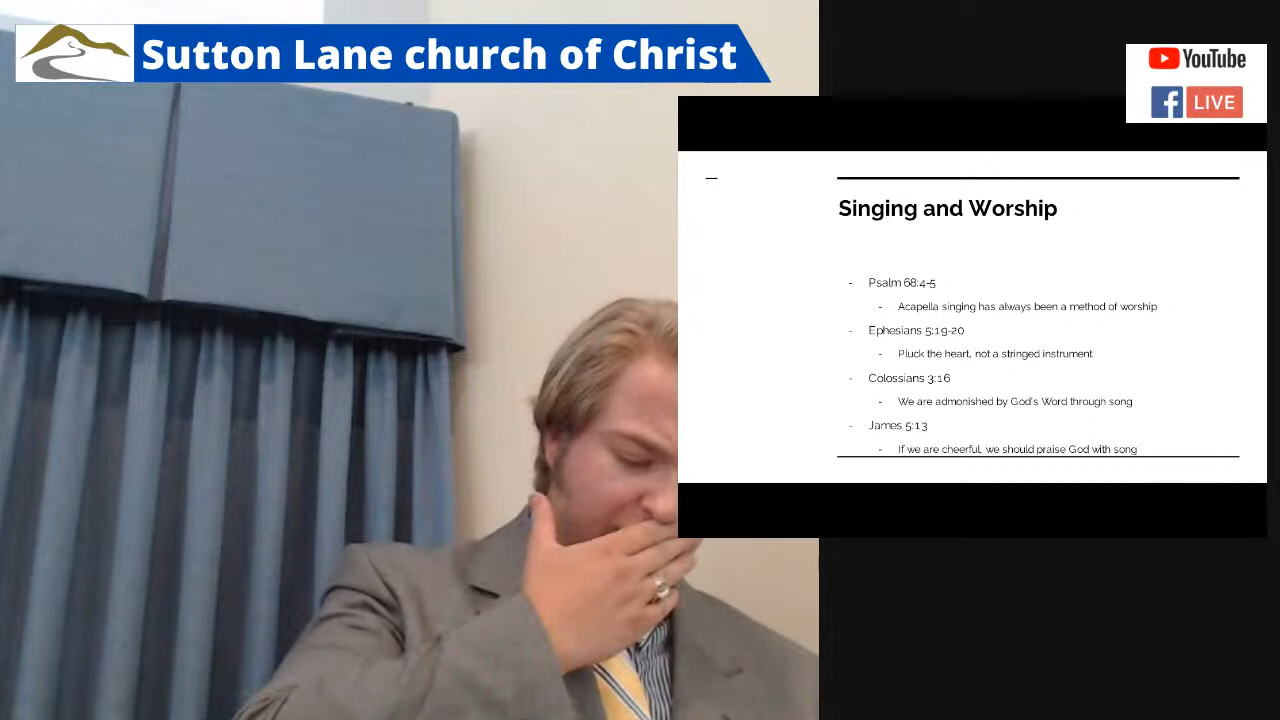 Sutton Lane church of Christ
YouTube
f LIVE
Singing and Worship
- Psalm 68:4-5
- Acapella singing has always been a method of worship
- Ephesians 5:19-20
- Pluck the heart, not a stringed instrument
- Colossians 3:16
- We are admonished by God's Word through song
- James 5:13
- If we are cheerful, we should praise God with song